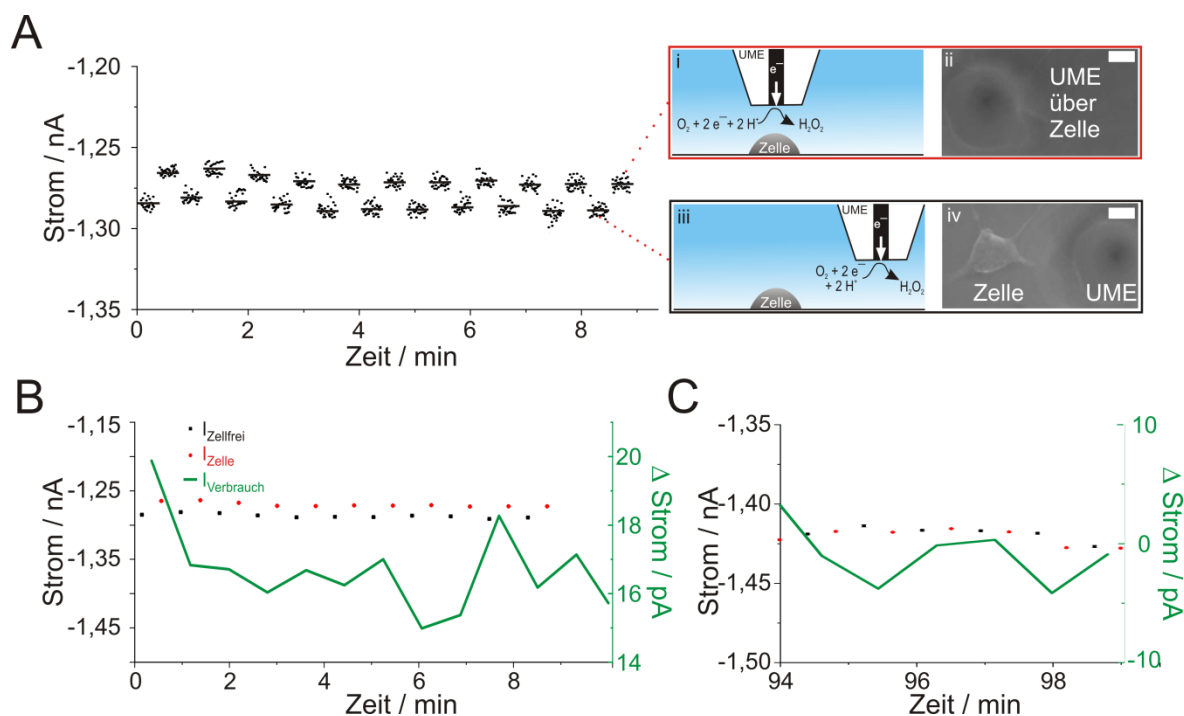 A
-1,20
-1,25
-1,30
-1,35
Strom / nA
0
2
4
6
8
Zeit / min
i
UME
e–
O2 + 2 e– + 2 H+
H2O2
Zelle
ii
UME
über
Zelle
iii
UME
e–
O2 + 2 e–
+ 2 H+
H2O2
Zelle
iv
Zelle
UME
B
-1,15
-1,25
-1,35
-1,45
Strom / nA
IZellfrei
IZelle
IVerbrauch
20
18
16
14
Δ Strom / pA
0
2
4
6
8
Zeit / min
C
-1,35
-1,40
-1,45
-1,50
Strom / nA
10
0
-10
Δ Strom / pA
94
96
98
Zeit / min